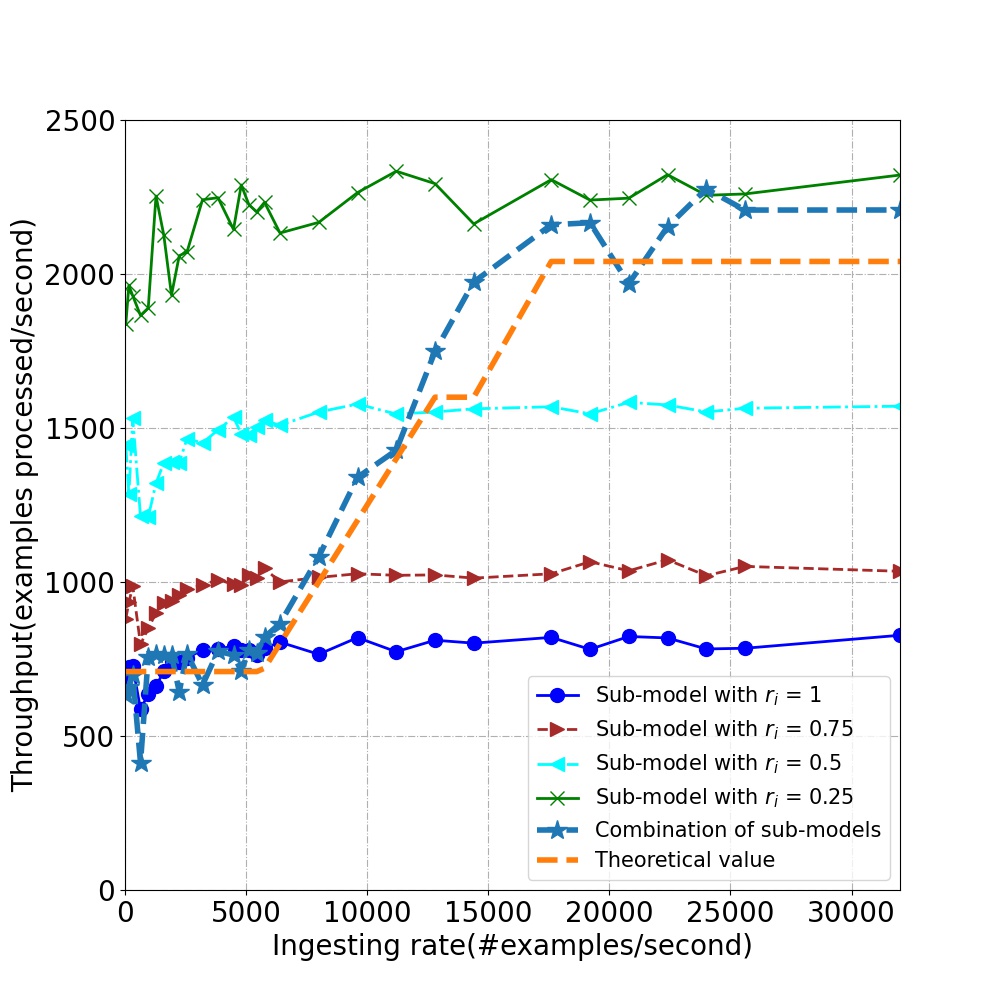 Throughput(examples processed/second)
2500
2000
1500
1000
500
0
0 5000 10000 15000 20000 25000 30000
Ingesting rate(#examples/second)
Sub-model with r_i = 1
Sub-model with r_i = 0.75
Sub-model with r_i = 0.5
Sub-model with r_i = 0.25
Combination of sub-models
Theoretical value